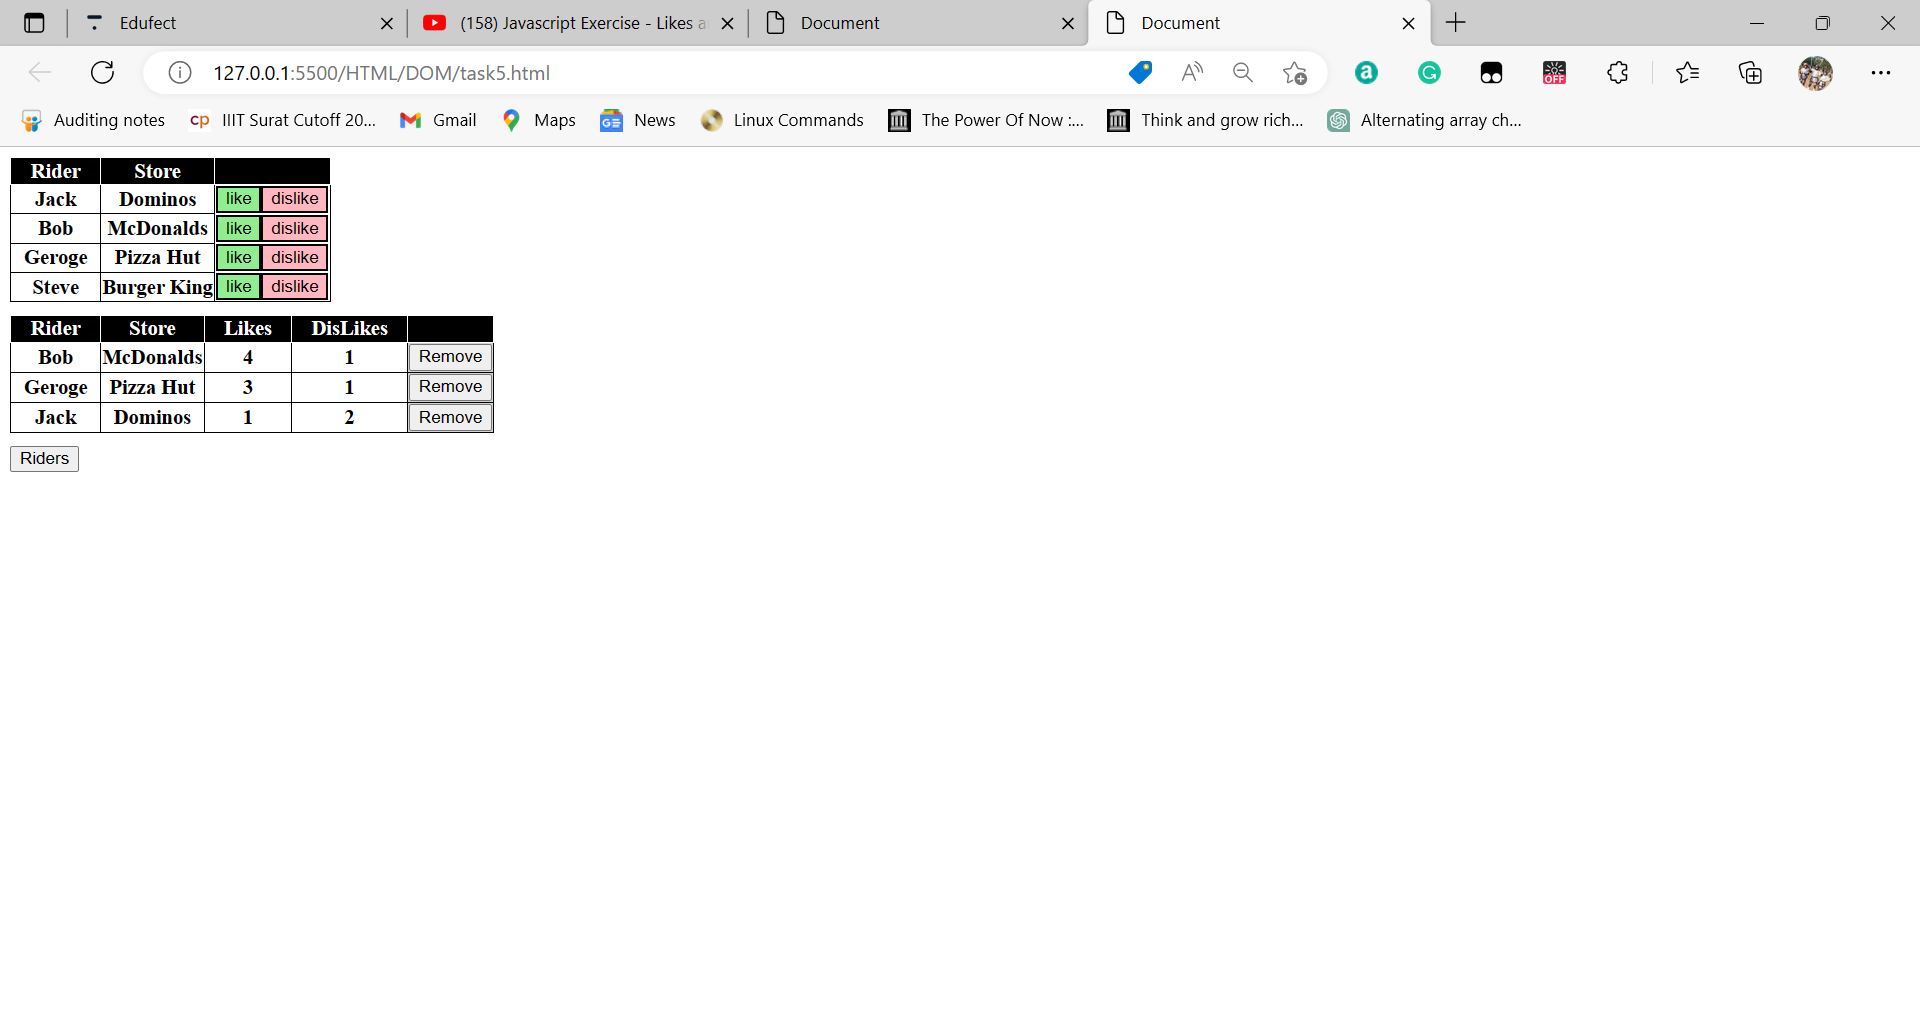 Edufect (158) Javascript Exercise - Likes a Document Document
127.0.0.1:5500/HTML/DOM/task5.html
OFF
Auditing notes cp IIIT Surat Cutoff 20... Gmail Maps News Linux Commands The Power Of Now :... Think and grow rich... Alternating array ch...
Rider Store
Jack Dominos like dislike
Bob McDonalds like dislike
Geroge Pizza Hut like dislike
Steve Burger King like dislike
Rider Store Likes DisLikes
Bob McDonalds 4 1 Remove
Geroge Pizza Hut 3 1 Remove
Jack Dominos 1 2 Remove
Riders